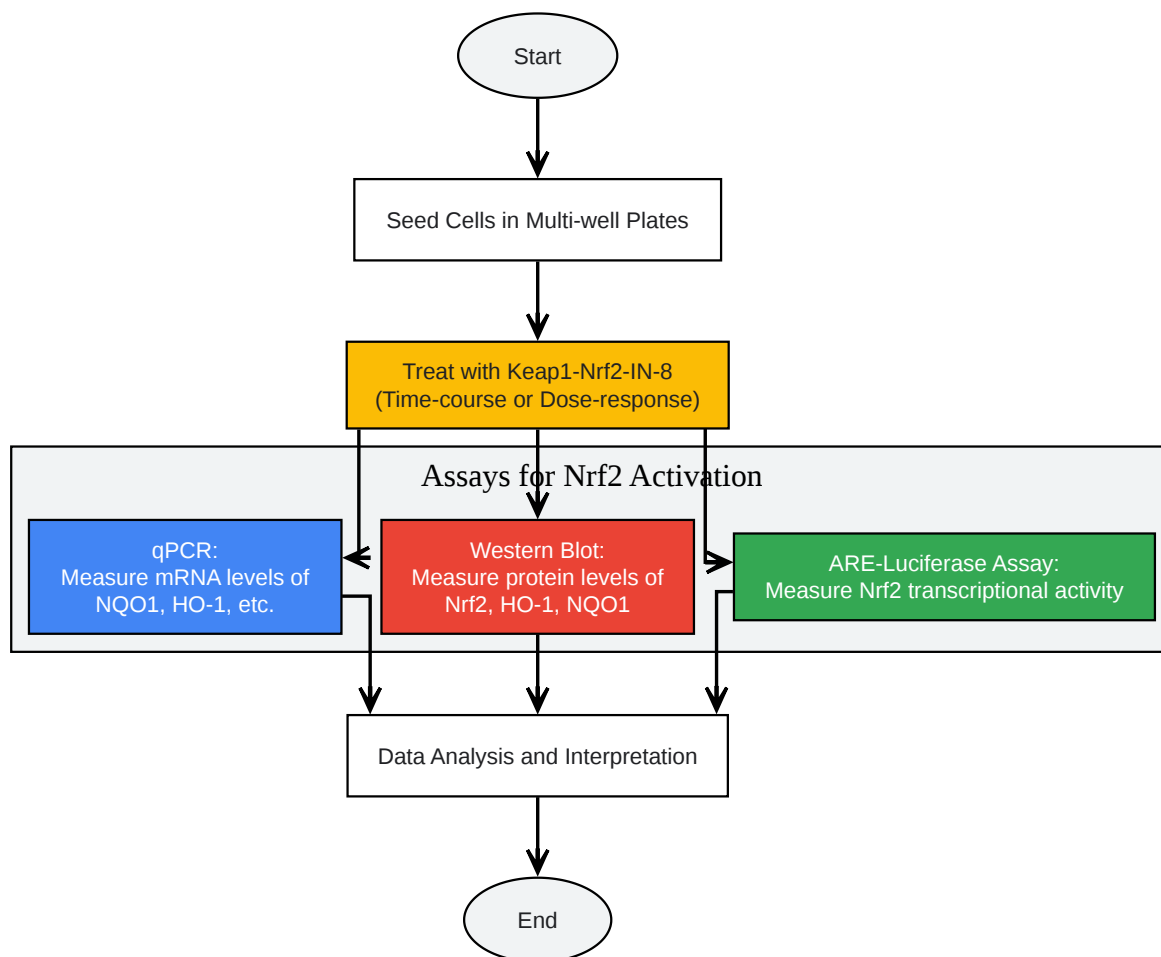 Start
Seed Cells in Multi-well Plates
Treat with Keap1-Nrf2-IN-8
(Time-course or Dose-response)
Assays for Nrf2 Activation
qPCR:
Measure mRNA levels of
NQO1, HO-1, etc.
Western Blot:
Measure protein levels of
Nrf2, HO-1, NQO1
ARE-Luciferase Assay:
Measure Nrf2 transcriptional activity
Data Analysis and Interpretation
End